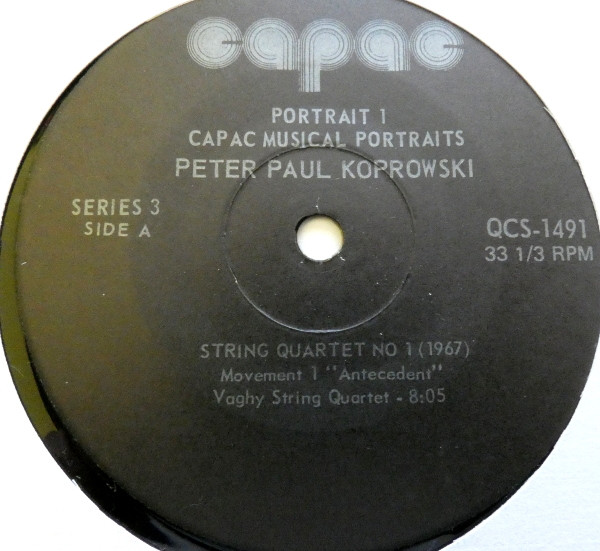 capac
PORTRAIT 1
CAPAC MUSICAL PORTRAITS
PETER PAUL KOPROWSKI
SERIES 3
SIDE A
QCS-1491
33 1/3 RPM
STRING QUARTET NO 1 (1967)
Movement 1 "Antecedent"
Vaghy String Quartet - 8:05